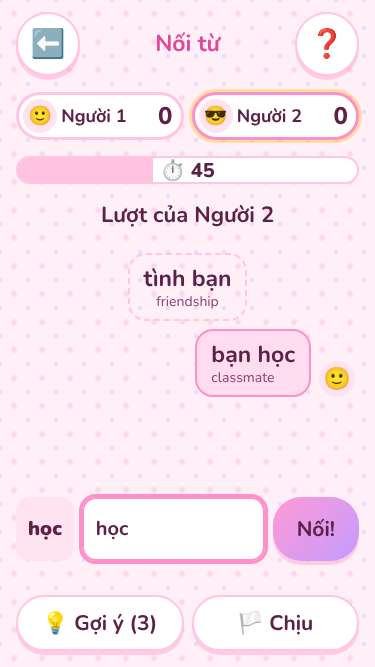 Nối từ
Người 1 0
Người 2 0
45
Lượt của Người 2
tình bạn
friendship
bạn học
classmate
học
học
Nối!
Gợi ý (3)
Chịu